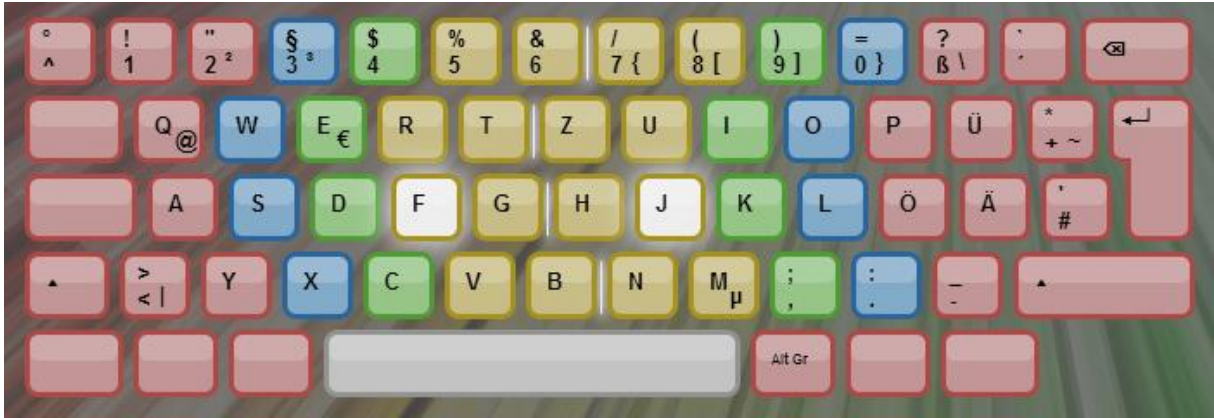 ° ! " § $ % & / ( ) = ? `
^ 1 2 ² 3 ³ 4 5 6 7 { 8 [ 9 ] 0 } ß \ ´
Q @ W E € R T Z U I O P Ü * + ~
A S D F G H J K L Ö Ä ' #
> < | Y X C V B N M µ ; , : . _ -
Alt Gr